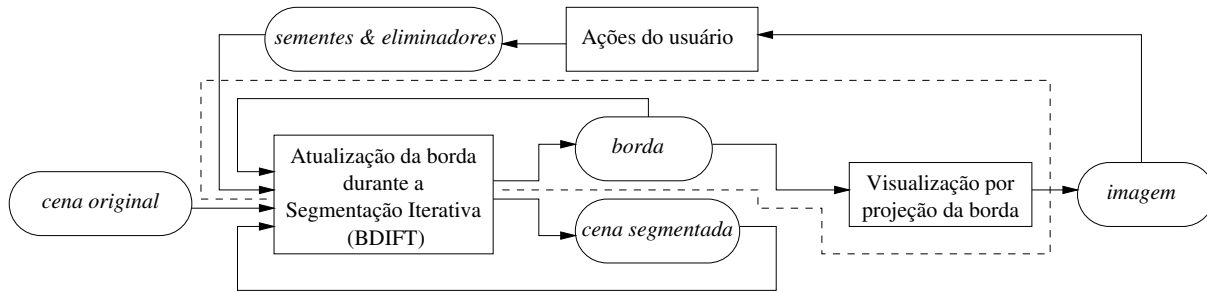 sementes & eliminadores
Ações do usuário
cena original
Atualização da borda
durante a
Segmentação Iterativa
(BDIFT)
borda
cena segmentada
Visualização por
projeção da borda
imagem